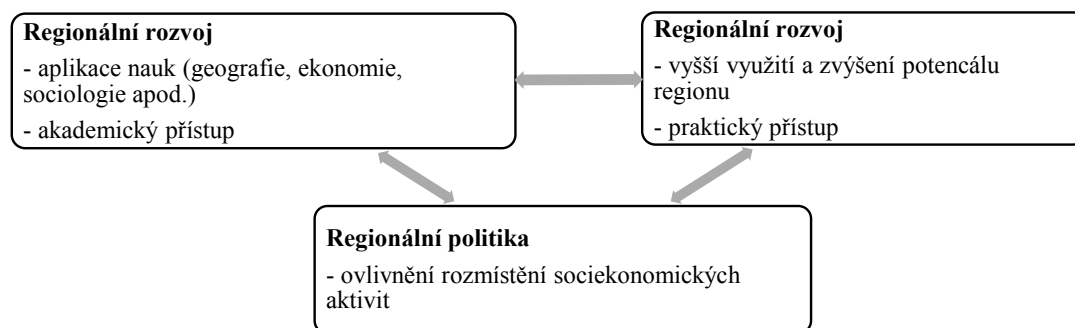 Regionální rozvoj
- aplikace nauk (geografie, ekonomie,
sociologie apod.)
- akademický přístup
Regionální rozvoj
- vyšší využití a zvýšení potencálu
regionu
- praktický přístup
Regionální politika
- ovlivnění rozmístění sociekonomických
aktivit